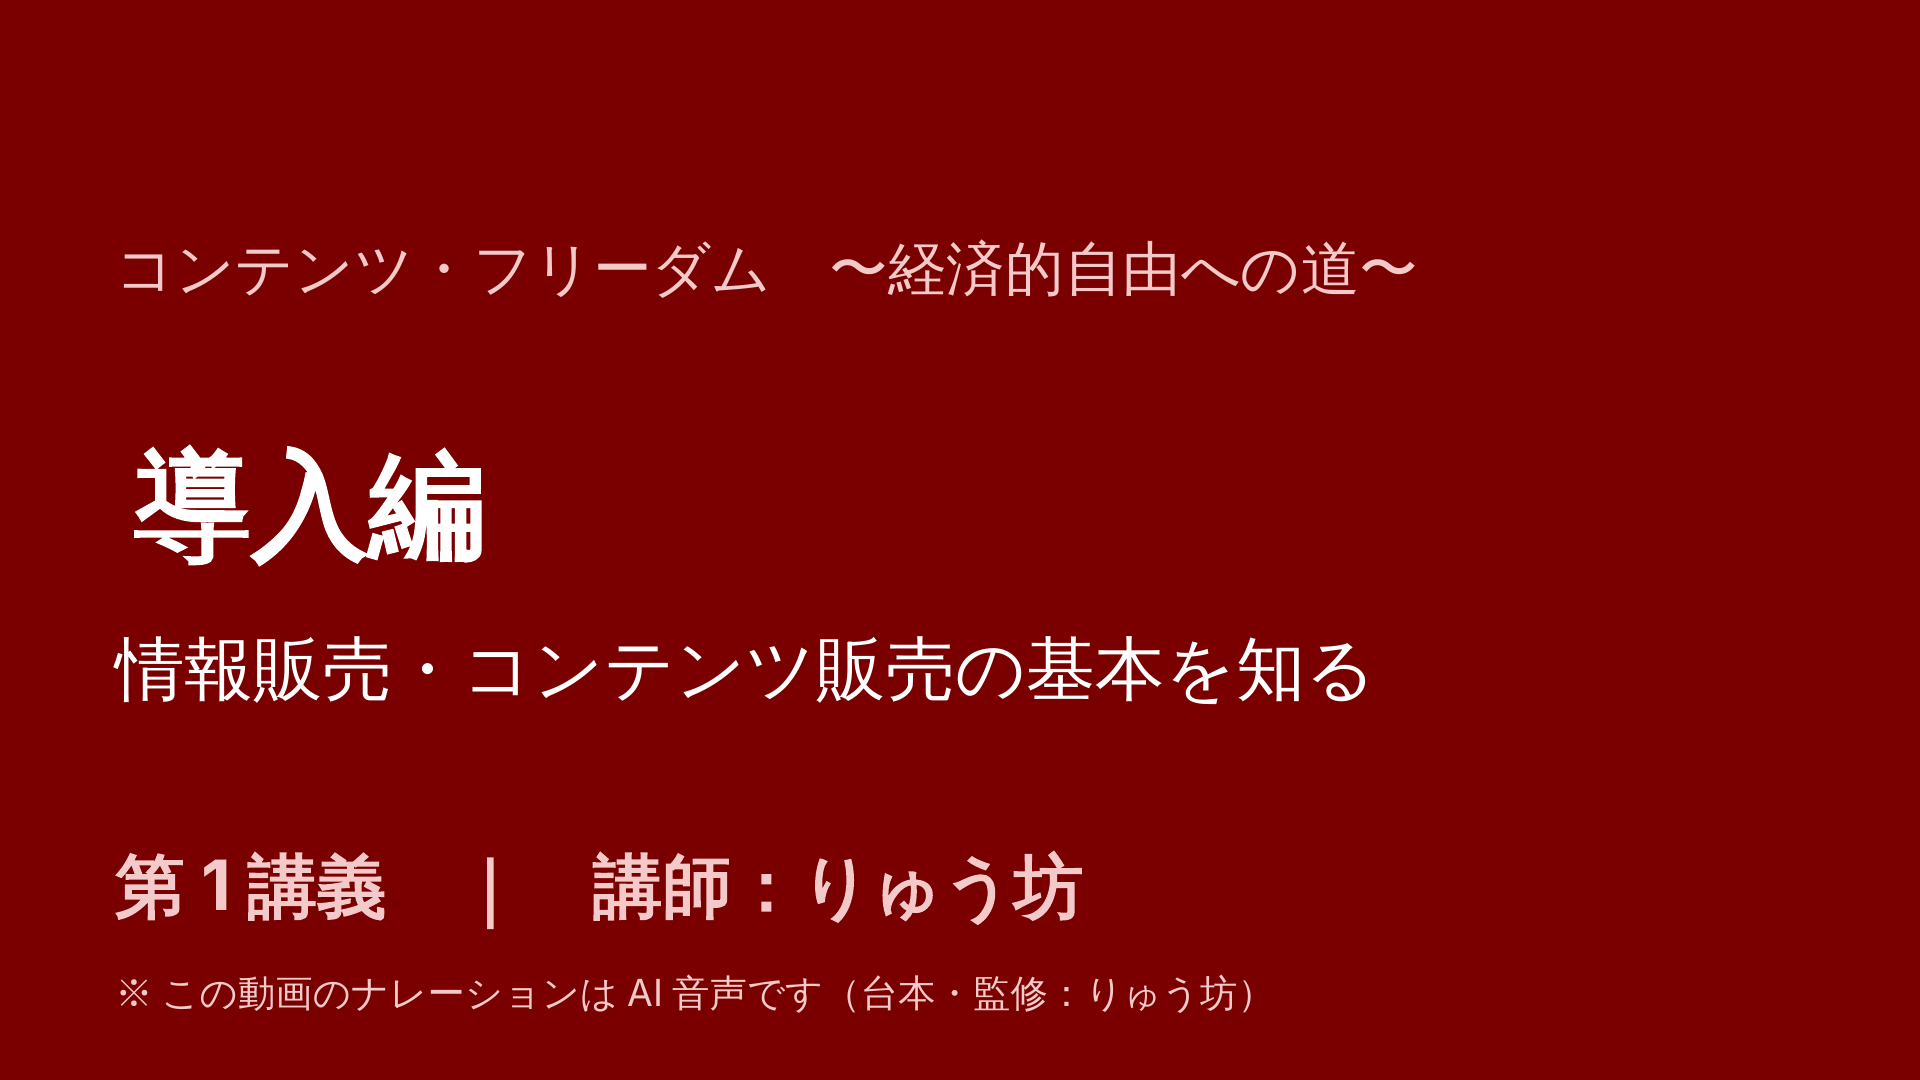 コンテンツ・フリーダム　〜経済的自由への道〜
導入編
情報販売・コンテンツ販売の基本を知る
第1講義　｜　講師：りゅう坊
※ この動画のナレーションは AI 音声です（台本・監修：りゅう坊）